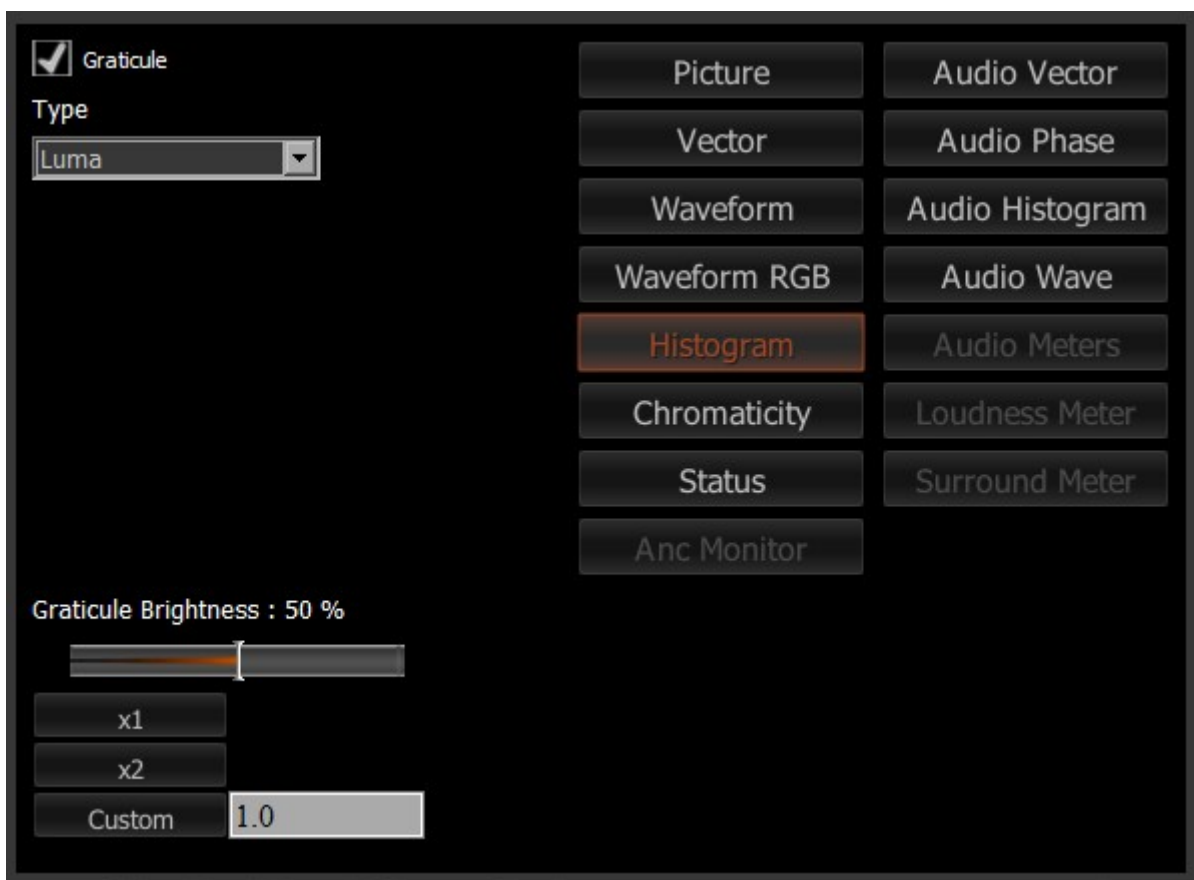 Graticule
Type
Luma
Picture
Audio Vector
Vector
Audio Phase
Waveform
Audio Histogram
Waveform RGB
Audio Wave
Histogram
Audio Meters
Chromaticity
Loudness Meter
Status
Surround Meter
Anc Monitor
Graticule Brightness : 50 %
x1
x2
Custom
1.0